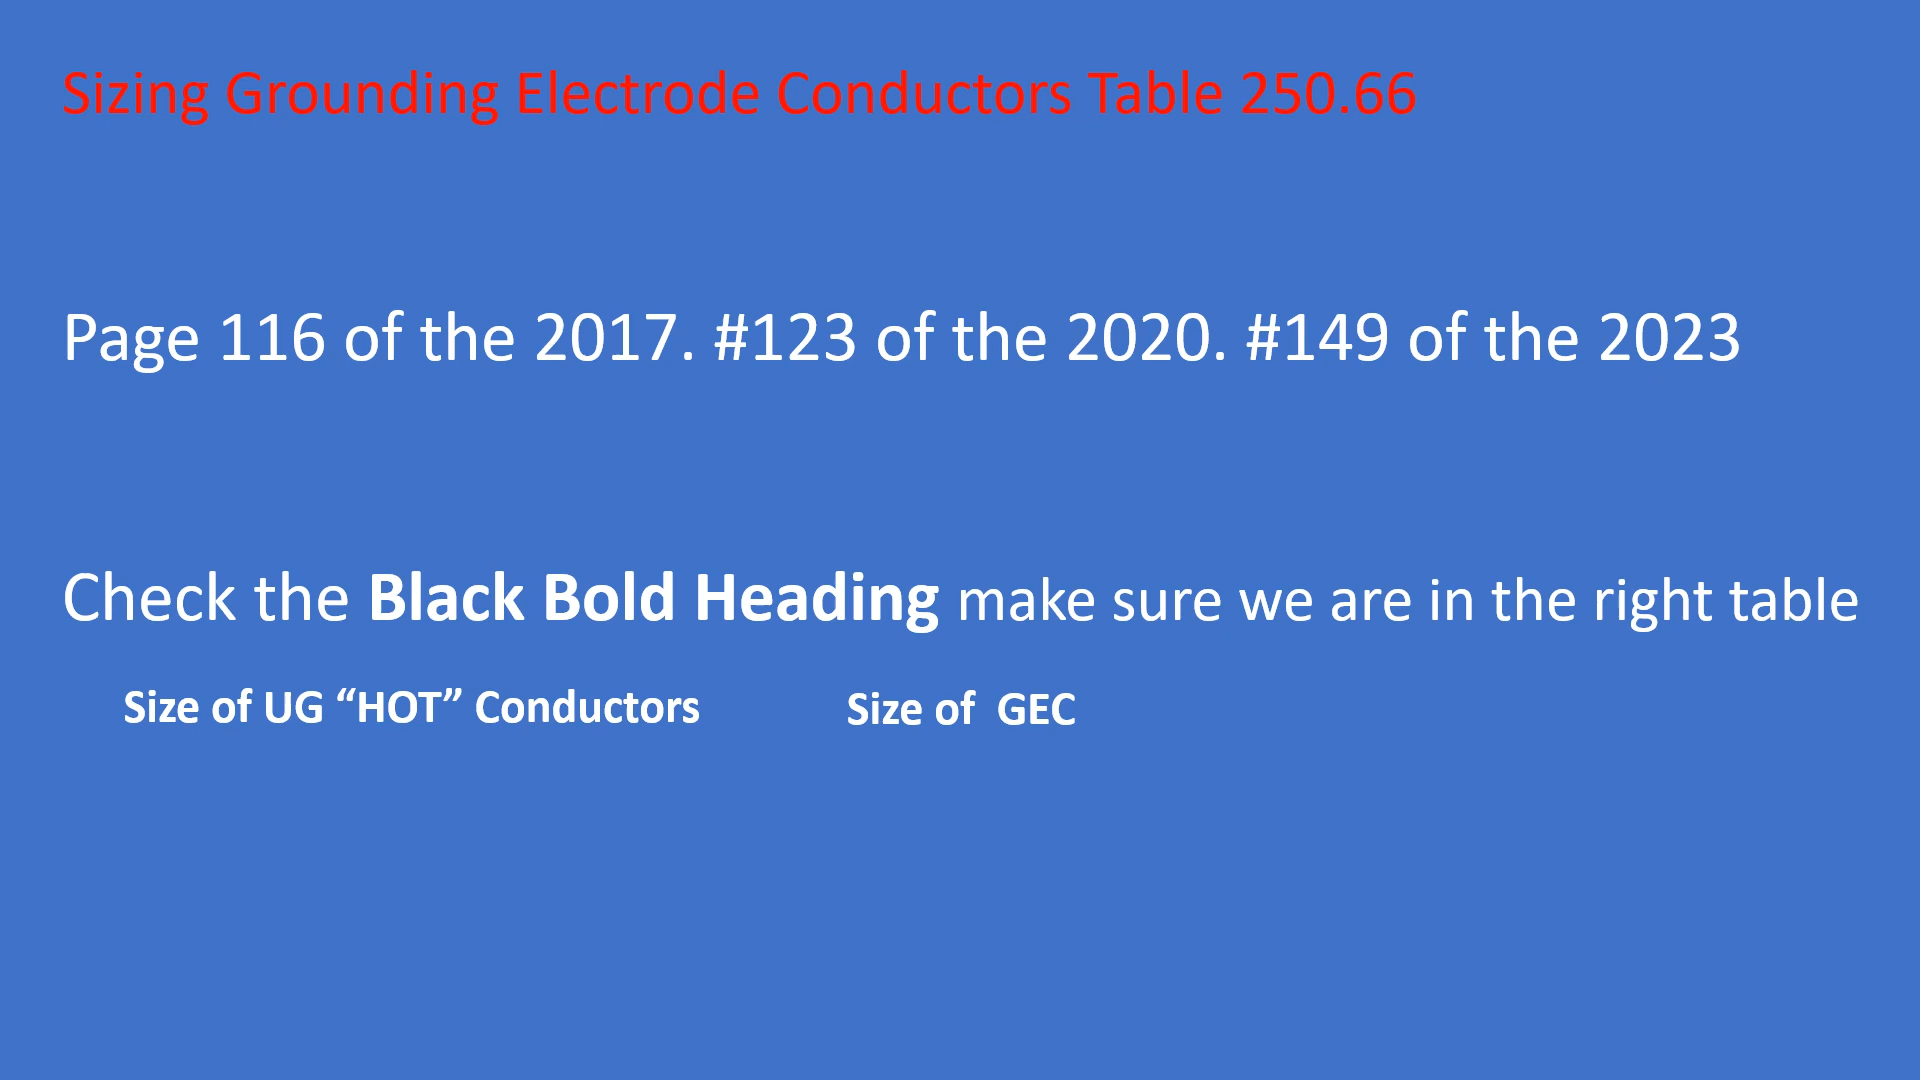 Sizing Grounding Electrode Conductors Table 250.66
Page 116 of the 2017. #123 of the 2020. #149 of the 2023
Check the Black Bold Heading make sure we are in the right table
Size of UG “HOT” Conductors Size of GEC